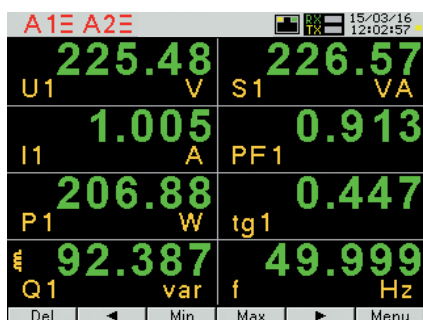 A1Ξ A2Ξ RX TX 15/03/16 12:02:57
225.48 226.57
U1 V S1 VA
1.005 0.913
I1 A PF1
206.88 0.447
P1 W tg1
92.387 49.999
Q1 var f Hz
Del ◄ Min Max ► Menu